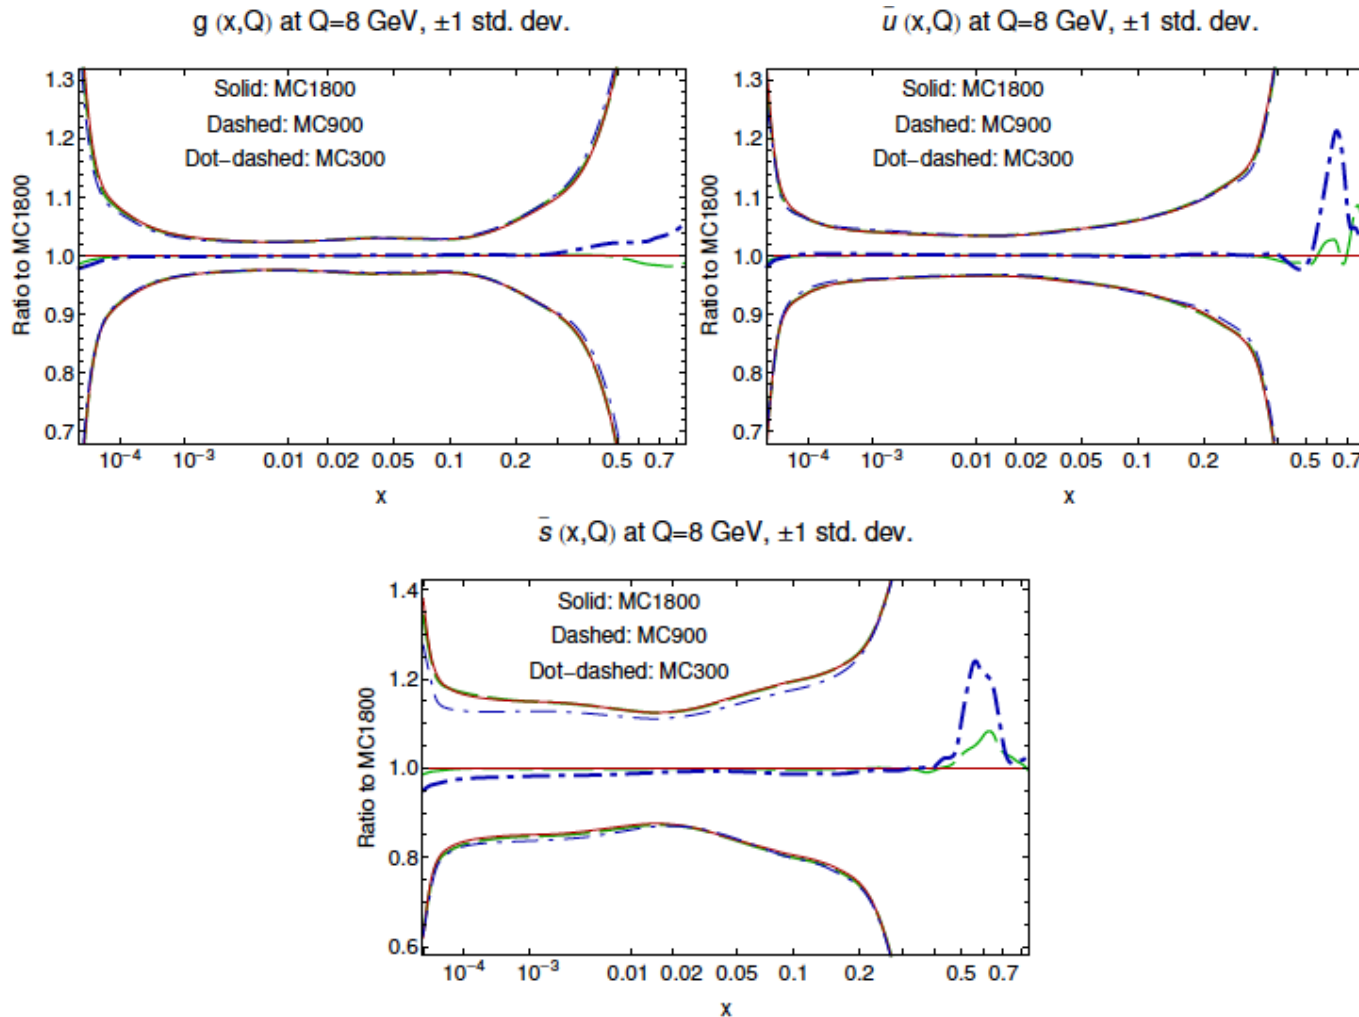 g (x,Q) at Q=8 GeV, ±1 std. dev.
Solid: MC1800
Dashed: MC900
Dot-dashed: MC300
Ratio to MC1800
1.3
1.2
1.1
1.0
0.9
0.8
0.7
10⁻⁴ 10⁻³ 0.01 0.02 0.05 0.1 0.2 0.5 0.7
x
u̅ (x,Q) at Q=8 GeV, ±1 std. dev.
Solid: MC1800
Dashed: MC900
Dot-dashed: MC300
Ratio to MC1800
1.3
1.2
1.1
1.0
0.9
0.8
0.7
10⁻⁴ 10⁻³ 0.01 0.02 0.05 0.1 0.2 0.5 0.7
x
s̅ (x,Q) at Q=8 GeV, ±1 std. dev.
Solid: MC1800
Dashed: MC900
Dot-dashed: MC300
Ratio to MC1800
1.4
1.2
1.0
0.8
0.6
10⁻⁴ 10⁻³ 0.01 0.02 0.05 0.1 0.2 0.5 0.7
x